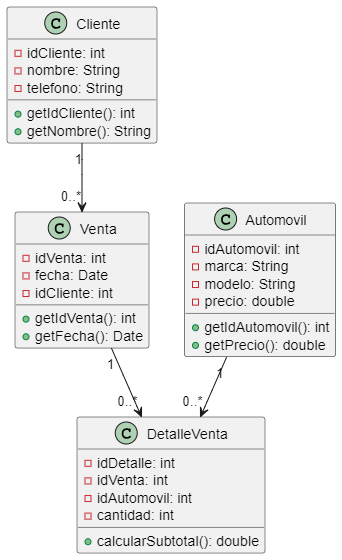 C Cliente
idCliente: int
nombre: String
telefono: String
getIdCliente(): int
getNombre(): String
1
0..*
C Venta
idVenta: int
fecha: Date
idCliente: int
getIdVenta(): int
getFecha(): Date
C Automovil
idAutomovil: int
marca: String
modelo: String
precio: double
getIdAutomovil(): int
getPrecio(): double
1
1
0..*
0..*
C DetalleVenta
idDetalle: int
idVenta: int
idAutomovil: int
cantidad: int
calcularSubtotal(): double